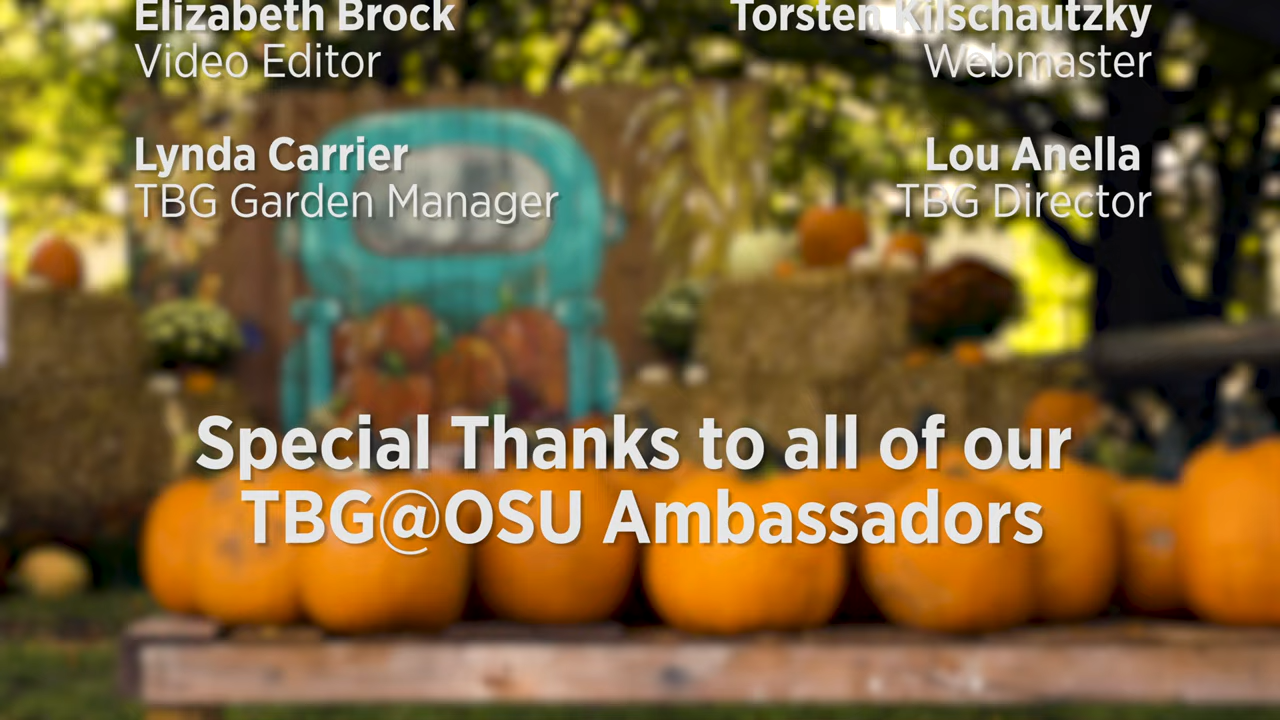 Elizabeth Brock
Video Editor
Torsten Kilschautzky
Webmaster
Lynda Carrier
TBG Garden Manager
Lou Anella
TBG Director
Special Thanks to all of our
TBG@OSU Ambassadors